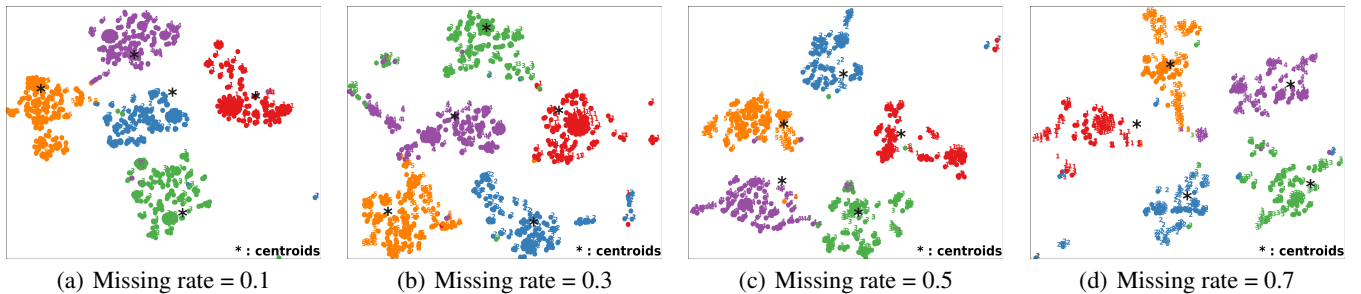 * : centroids
* : centroids
* : centroids
* : centroids
(a) Missing rate = 0.1
(b) Missing rate = 0.3
(c) Missing rate = 0.5
(d) Missing rate = 0.7